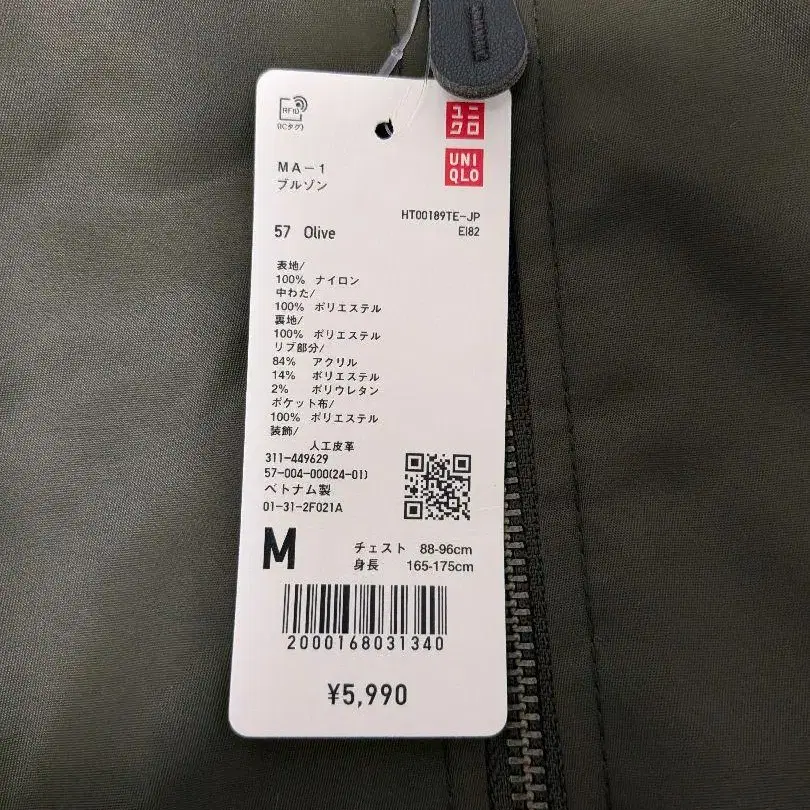 RFID
(ICタグ)
ユニ
クロ
UNI
QLO
MA-1
ブルゾン
HT00189TE-JP
57 Olive
EI82
表地/
100% ナイロン
中わた/
100% ポリエステル
裏地/
100% ポリエステル
リブ部分/
84% アクリル
14% ポリエステル
2% ポリウレタン
ポケット布/
100% ポリエステル
装飾/
人工皮革
311-449629
57-004-000(24-01)
ベトナム製
01-31-2F021A
M
チェスト 88-96cm
身長 165-175cm
2000168031340
¥5,990